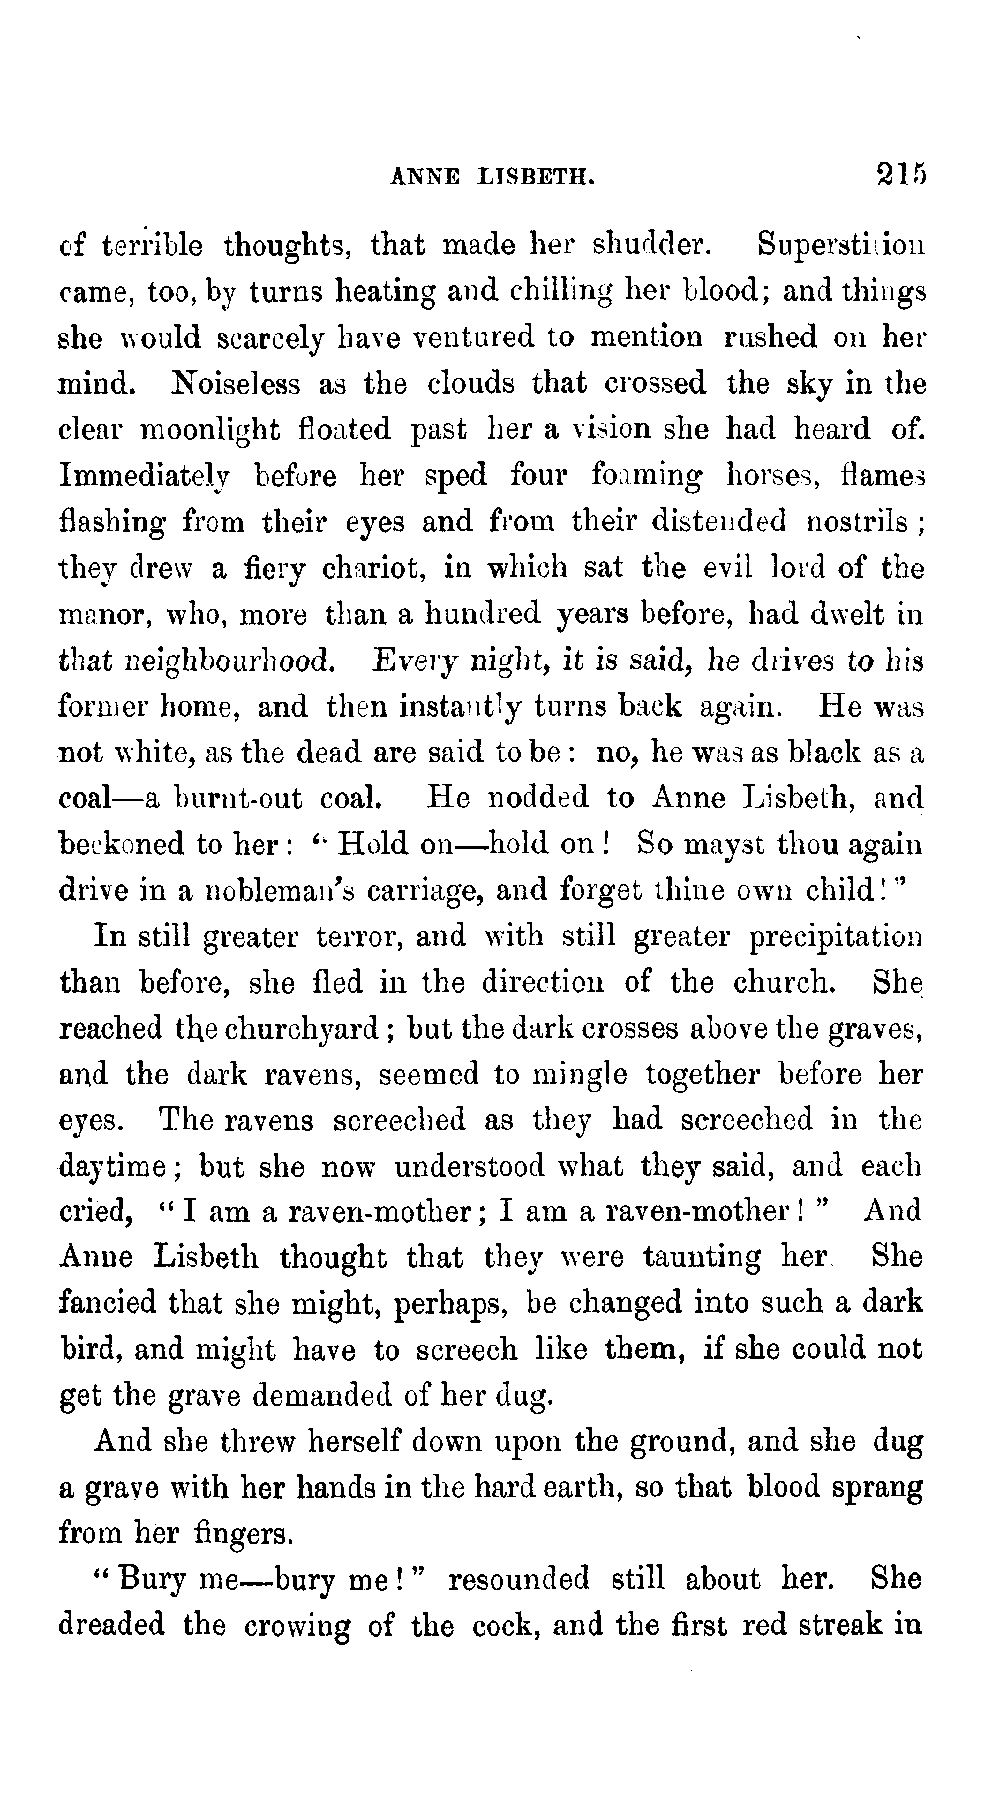 ANNE LISBETH. 215
of terrible thoughts, that made her shudder. Superstition
came, too, by turns heating and chilling her blood; and things
she would scarcely have ventured to mention rushed on her
mind. Noiseless as the clouds that crossed the sky in the
clear moonlight floated past her a vision she had heard of.
Immediately before her sped four foaming horses, flames
flashing from their eyes and from their distended nostrils;
they drew a fiery chariot, in which sat the evil lord of the
manor, who, more than a hundred years before, had dwelt in
that neighbourhood. Every night, it is said, he drives to his
former home, and then instantly turns back again. He was
not white, as the dead are said to be: no, he was as black as a
coal—a burnt-out coal. He nodded to Anne Lisbeth, and
beckoned to her: "Hold on—hold on! So mayst thou again
drive in a nobleman's carriage, and forget thine own child!"
In still greater terror, and with still greater precipitation
than before, she fled in the direction of the church. She
reached the churchyard; but the dark crosses above the graves,
and the dark ravens, seemed to mingle together before her
eyes. The ravens screeched as they had screeched in the
daytime; but she now understood what they said, and each
cried, "I am a raven-mother; I am a raven-mother!" And
Anne Lisbeth thought that they were taunting her. She
fancied that she might, perhaps, be changed into such a dark
bird, and might have to screech like them, if she could not
get the grave demanded of her dug.
And she threw herself down upon the ground, and she dug
a grave with her hands in the hard earth, so that blood sprang
from her fingers.
"Bury me—bury me!" resounded still about her. She
dreaded the crowing of the cock, and the first red streak in